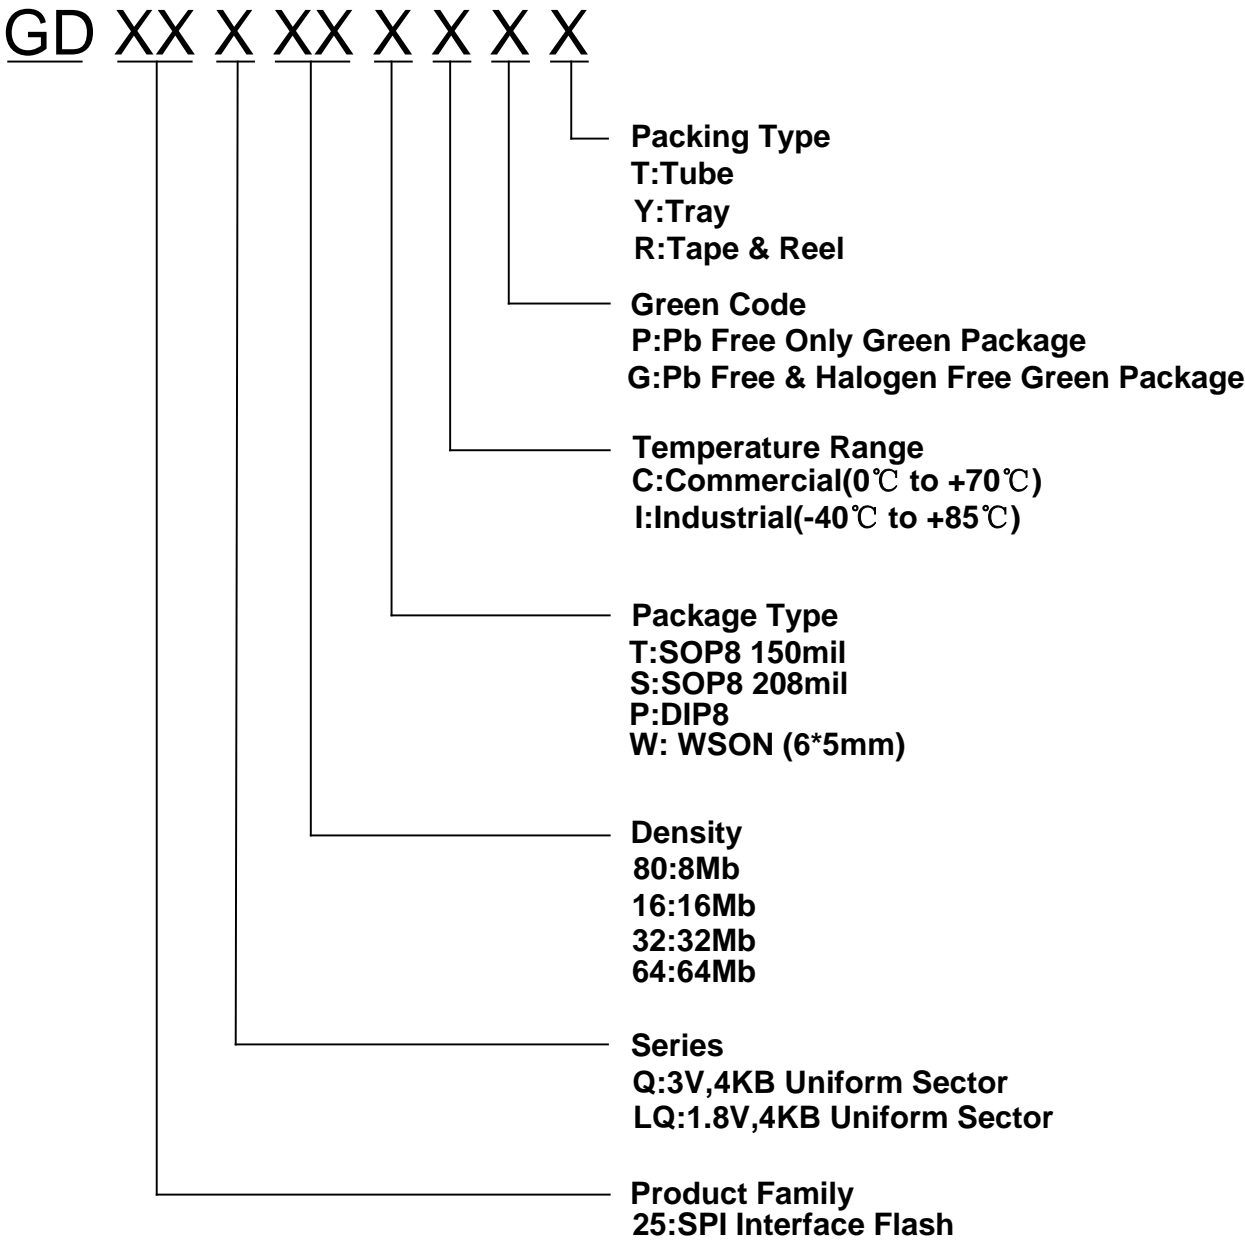 GD XX X XX X X X X
Packing Type
T:Tube
Y:Tray
R:Tape & Reel
Green Code
P:Pb Free Only Green Package
G:Pb Free & Halogen Free Green Package
Temperature Range
C:Commercial(0℃ to +70℃)
I:Industrial(-40℃ to +85℃)
Package Type
T:SOP8 150mil
S:SOP8 208mil
P:DIP8
W: WSON (6*5mm)
Density
80:8Mb
16:16Mb
32:32Mb
64:64Mb
Series
Q:3V,4KB Uniform Sector
LQ:1.8V,4KB Uniform Sector
Product Family
25:SPI Interface Flash